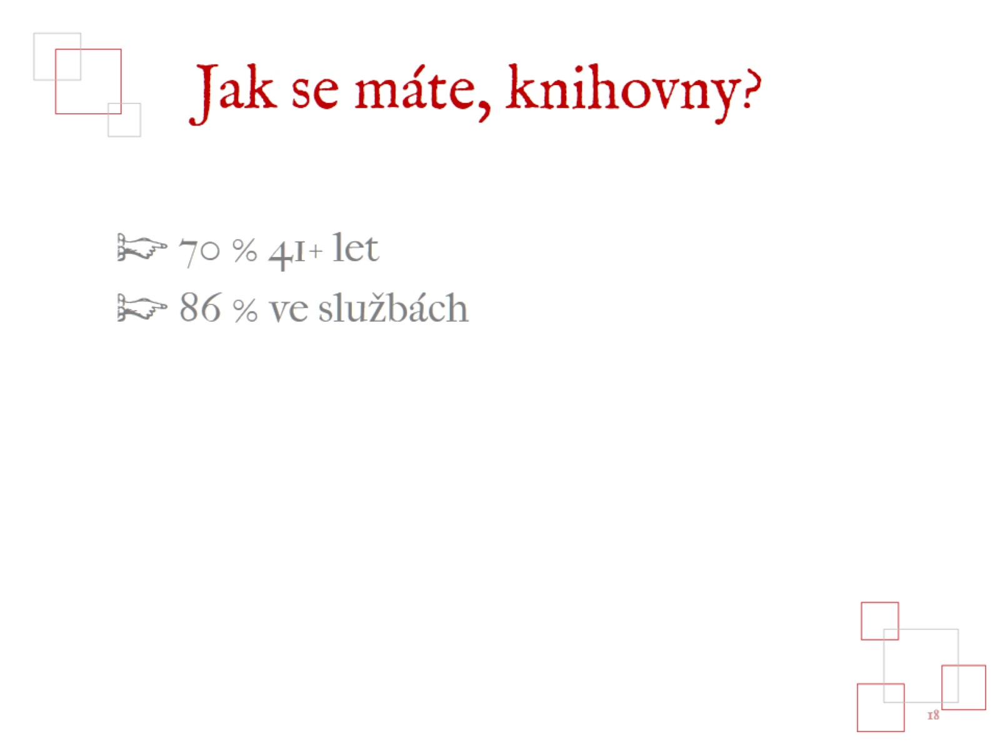 Jak se máte, knihovny?
☞ 70 % 41+ let
☞ 86 % ve službách
18